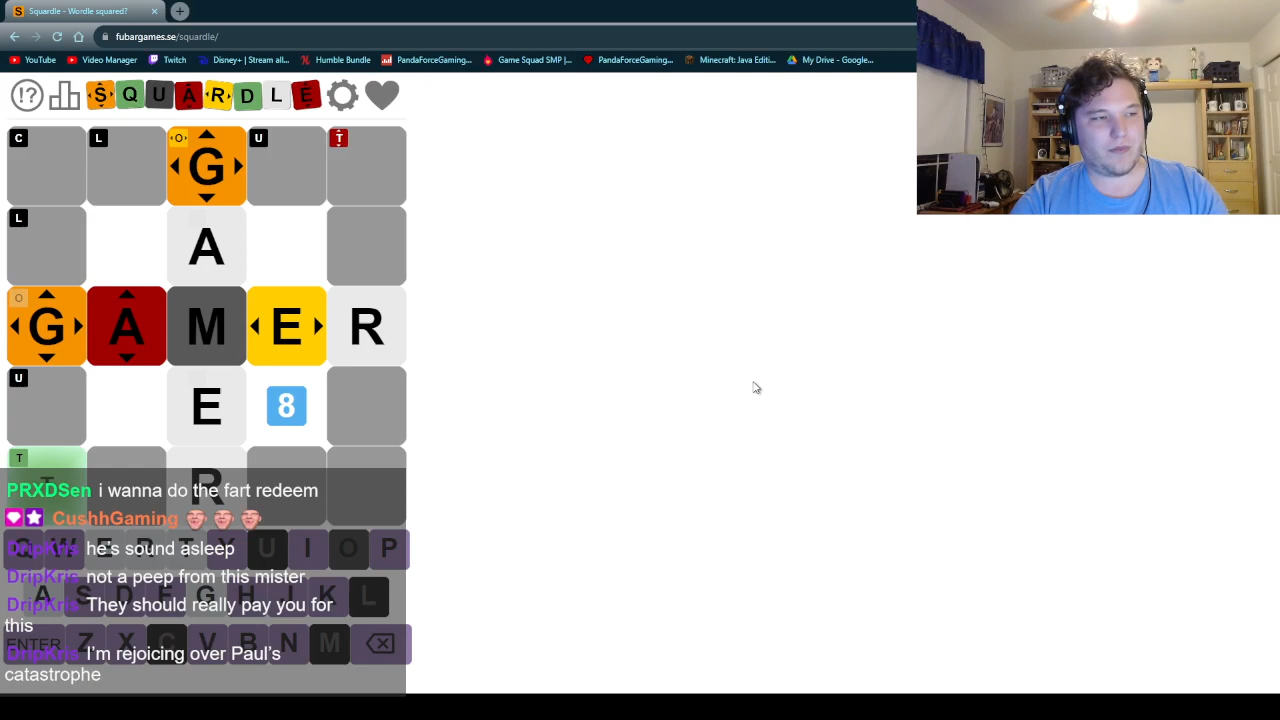 Squardle - Wordle squared?
fubargames.se/squardle/
YouTube Video Manager Twitch Disney+ | Stream all... Humble Bundle PandaForceGaming... Game Squad SMP |... PandaForceGaming... Minecraft: Java Editi... My Drive - Google...
!? S Q U A R D L E
C L O G U T
L A
O G A M E R
U E 8
T R
PRXDSen i wanna do the fart redeem
CushhGaming
Q W E R T Y U I O P
DripKris he's sound asleep
DripKris not a peep from this mister
A S D F G H J K L
DripKris They should really pay you for
this
ENTER Z X C V B N M
DripKris I'm rejoicing over Paul's
catastrophe